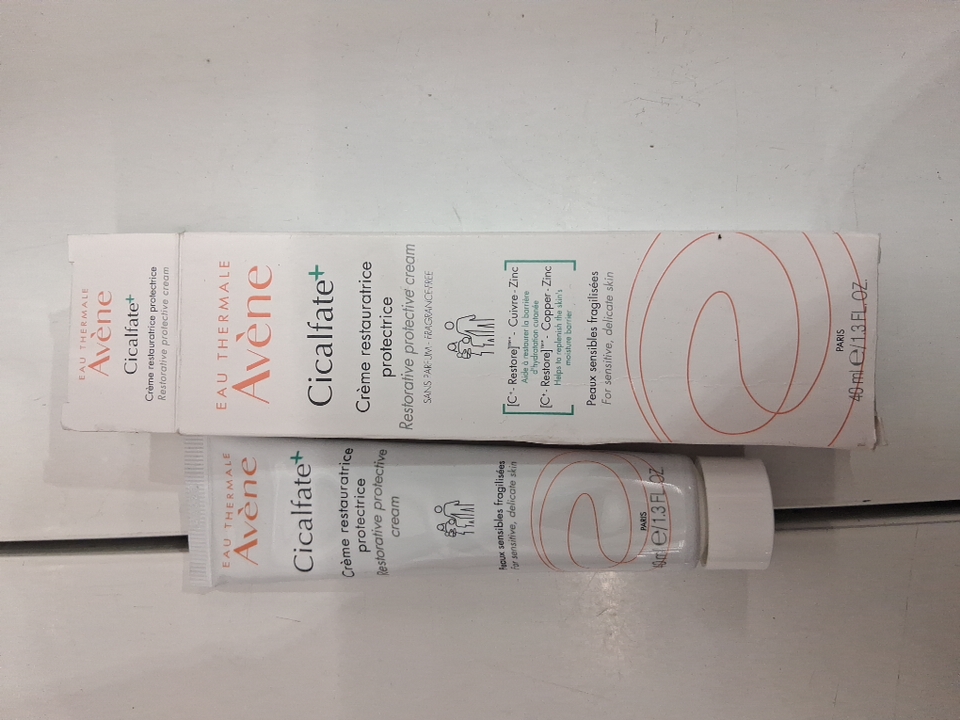 EAU THERMALE
Avène
Cicalfate+
Crème restauratrice protectrice
Restorative protective cream
EAU THERMALE
Avène
Cicalfate+
Crème restauratrice
protectrice
Restorative protective cream
SANS PARFUM - FRAGRANCE FREE
[C+- Restore]™* - Cuivre - Zinc
Aide à restaurer la barrière
d'hydratation cutanée
[C+- Restore]™* - Copper - Zinc
Helps to replenish the skin's
moisture barrier
Peaux sensibles fragilisées
For sensitive, delicate skin
PARIS
40 ml e/1.3 FL.OZ.
EAU THERMALE
Avène
Cicalfate+
Crème restauratrice
protectrice
Restorative protective
cream
Peaux sensibles fragilisées
For sensitive, delicate skin
PARIS
40 ml e/1.3 FL.OZ